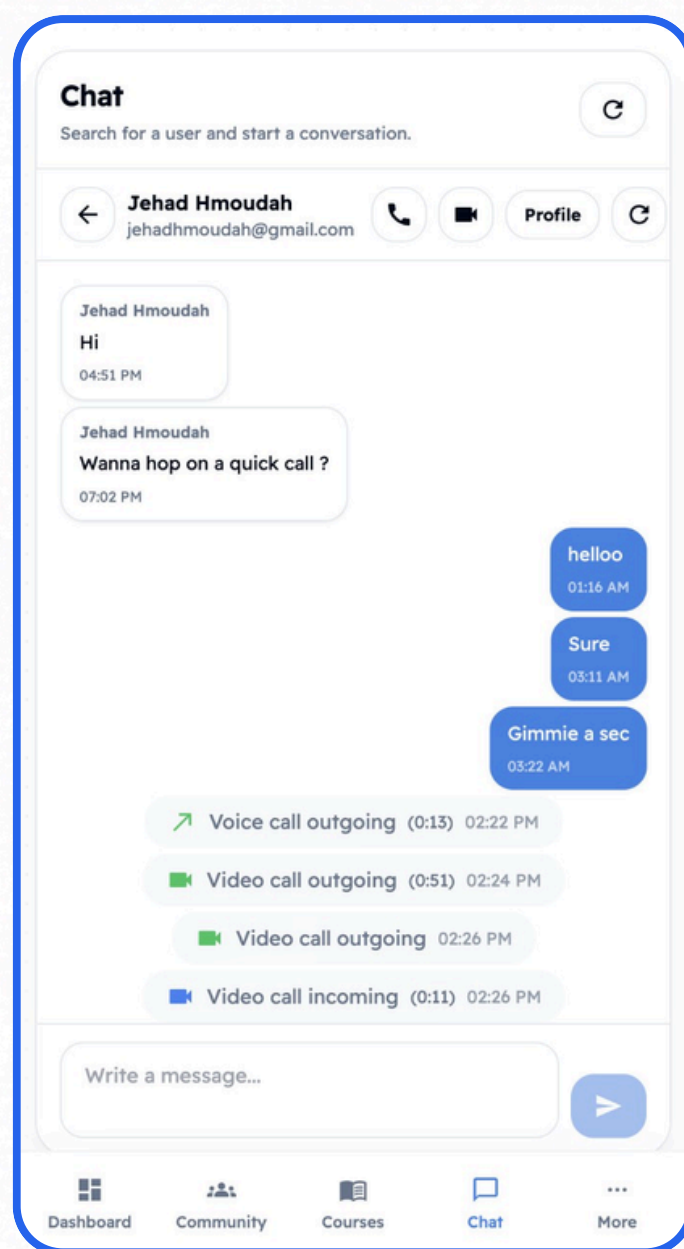 Chat
Search for a user and start a conversation.
Jehad Hmoudah
jehadhmoudah@gmail.com
Profile
Jehad Hmoudah
Hi
04:51 PM
Jehad Hmoudah
Wanna hop on a quick call ?
07:02 PM
helloo
01:16 AM
Sure
03:11 AM
Gimmie a sec
03:22 AM
Voice call outgoing (0:13) 02:22 PM
Video call outgoing (0:51) 02:24 PM
Video call outgoing 02:26 PM
Video call incoming (0:11) 02:26 PM
Write a message...
Dashboard Community Courses Chat More